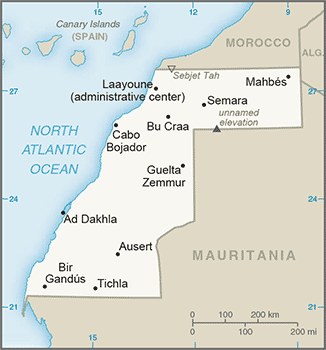 15
12
9
Canary Islands
(SPAIN)
MOROCCO
ALG.
Sebjet Tah
Mahbés
Laayoune
(administrative center)
27
27
Semara
unnamed
elevation
Bu Craa
Cabo
Bojador
NORTH
ATLANTIC
OCEAN
Guelta
Zemmur
24
24
Ad Dakhla
MAURITANIA
Ausert
Bir
Gandús
Tichla
21
21
0
100
200 km
0
100
200 mi
15
12